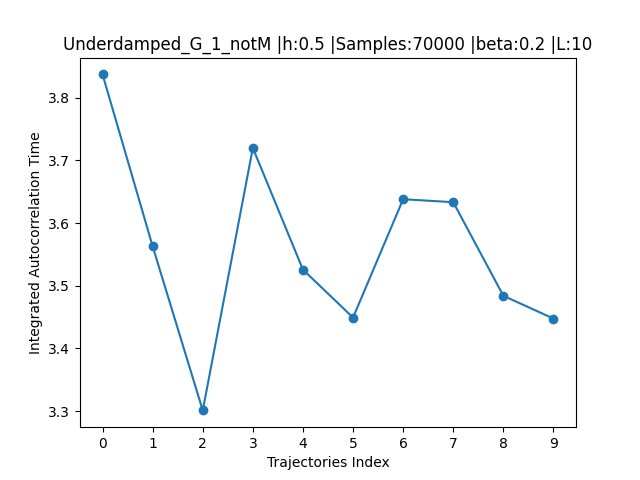 Underdamped_G_1_notM |h:0.5 |Samples:70000 |beta:0.2 |L:10
Integrated Autocorrelation Time
3.8
3.7
3.6
3.5
3.4
3.3
0 1 2 3 4 5 6 7 8 9
Trajectories Index